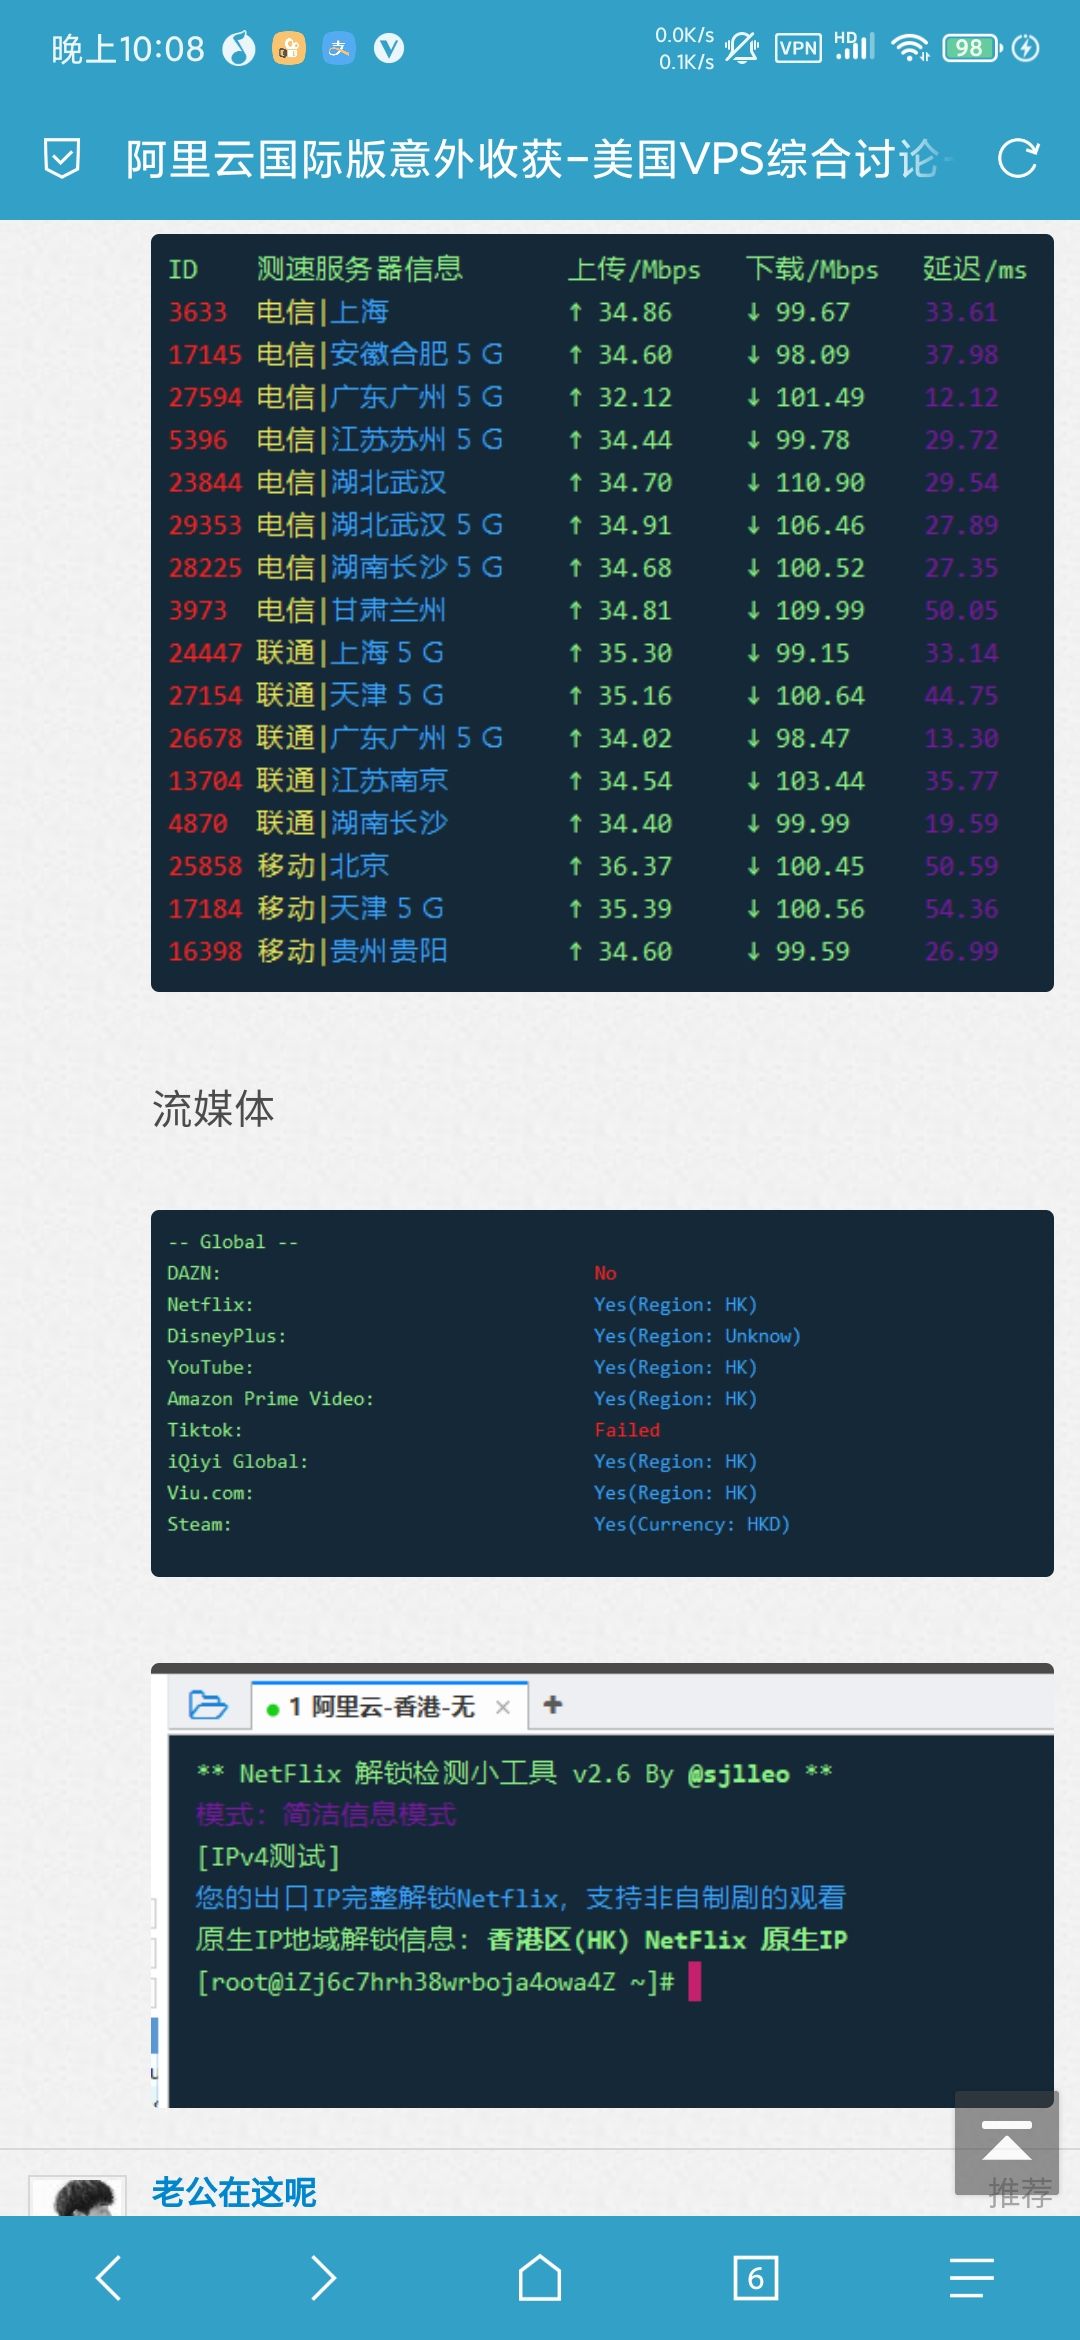 晚上10:08
0.0K/s
0.1K/s
VPN
HD
98
阿里云国际版意外收获-美国VPS综合讨论
ID 测速服务器信息 上传/Mbps 下载/Mbps 延迟/ms
3633 电信|上海 ↑ 34.86 ↓ 99.67 33.61
17145 电信|安徽合肥5G ↑ 34.60 ↓ 98.09 37.98
27594 电信|广东广州5G ↑ 32.12 ↓ 101.49 12.12
5396 电信|江苏苏州5G ↑ 34.44 ↓ 99.78 29.72
23844 电信|湖北武汉 ↑ 34.70 ↓ 110.90 29.54
29353 电信|湖北武汉5G ↑ 34.91 ↓ 106.46 27.89
28225 电信|湖南长沙5G ↑ 34.68 ↓ 100.52 27.35
3973 电信|甘肃兰州 ↑ 34.81 ↓ 109.99 50.05
24447 联通|上海5G ↑ 35.30 ↓ 99.15 33.14
27154 联通|天津5G ↑ 35.16 ↓ 100.64 44.75
26678 联通|广东广州5G ↑ 34.02 ↓ 98.47 13.30
13704 联通|江苏南京 ↑ 34.54 ↓ 103.44 35.77
4870 联通|湖南长沙 ↑ 34.40 ↓ 99.99 19.59
25858 移动|北京 ↑ 36.37 ↓ 100.45 50.59
17184 移动|天津5G ↑ 35.39 ↓ 100.56 54.36
16398 移动|贵州贵阳 ↑ 34.60 ↓ 99.59 26.99
流媒体
-- Global --
DAZN: No
Netflix: Yes(Region: HK)
DisneyPlus: Yes(Region: Unknow)
YouTube: Yes(Region: HK)
Amazon Prime Video: Yes(Region: HK)
Tiktok: Failed
iQiyi Global: Yes(Region: HK)
Viu.com: Yes(Region: HK)
Steam: Yes(Currency: HKD)
1 阿里云-香港-无 × +
** NetFlix 解锁检测小工具 v2.6 By @sjlleo **
模式: 简洁信息模式
[IPv4测试]
您的出口IP完整解锁Netflix，支持非自制剧的观看
原生IP地域解锁信息: 香港区(HK) NetFlix 原生IP
[root@iZj6c7hrh38wrboja4owa4Z ~]#
老公在这呢
推荐
6